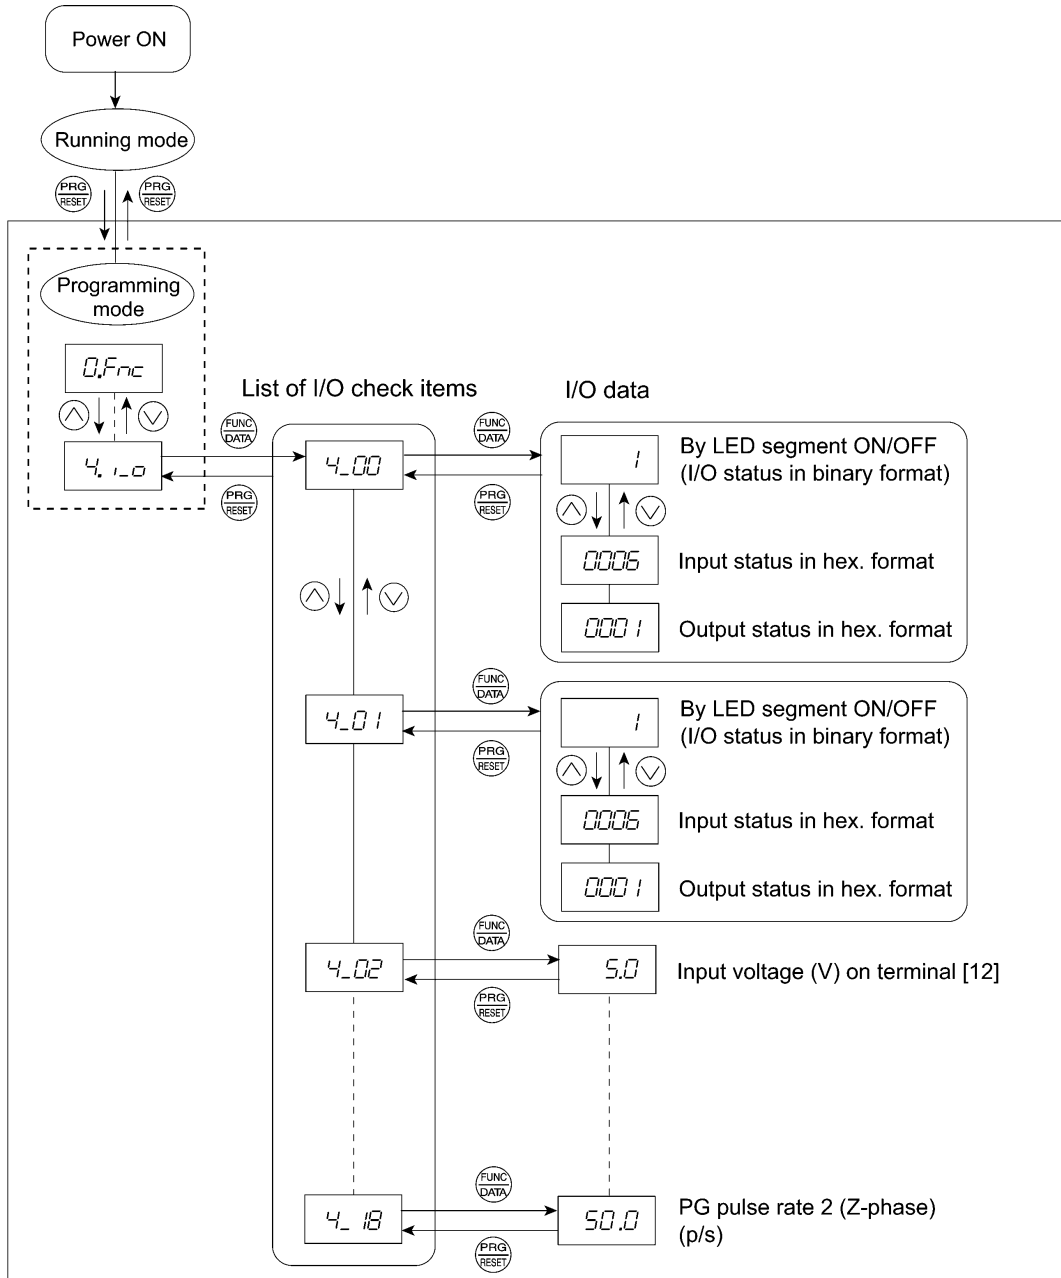 Power ON
Running mode
PRG
RESET
PRG
RESET
Programming
mode
0.Fnc
List of I/O check items
I/O data
FUNC
DATA
FUNC
DATA
4.i_o
4_00
1
By LED segment ON/OFF
(I/O status in binary format)
PRG
RESET
PRG
RESET
0006
Input status in hex. format
0001
Output status in hex. format
FUNC
DATA
4_01
1
By LED segment ON/OFF
(I/O status in binary format)
PRG
RESET
0006
Input status in hex. format
0001
Output status in hex. format
FUNC
DATA
4_02
5.0
Input voltage (V) on terminal [12]
PRG
RESET
FUNC
DATA
4_18
50.0
PG pulse rate 2 (Z-phase)
(p/s)
PRG
RESET